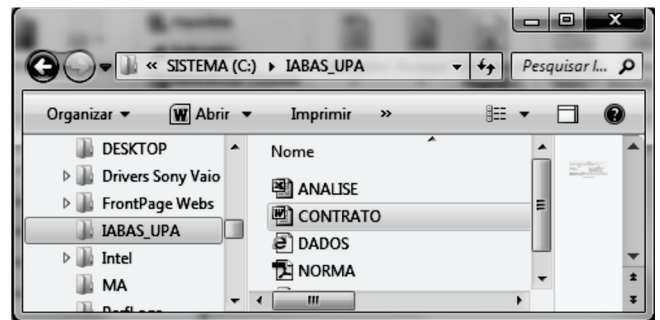 « SISTEMA (C:) ▸ IABAS_UPA Pesquisar I...
Organizar Abrir Imprimir »
DESKTOP
Drivers Sony Vaio
FrontPage Webs
IABAS_UPA
Intel
MA
PerfLogs
Nome
ANALISE
CONTRATO
DADOS
NORMA